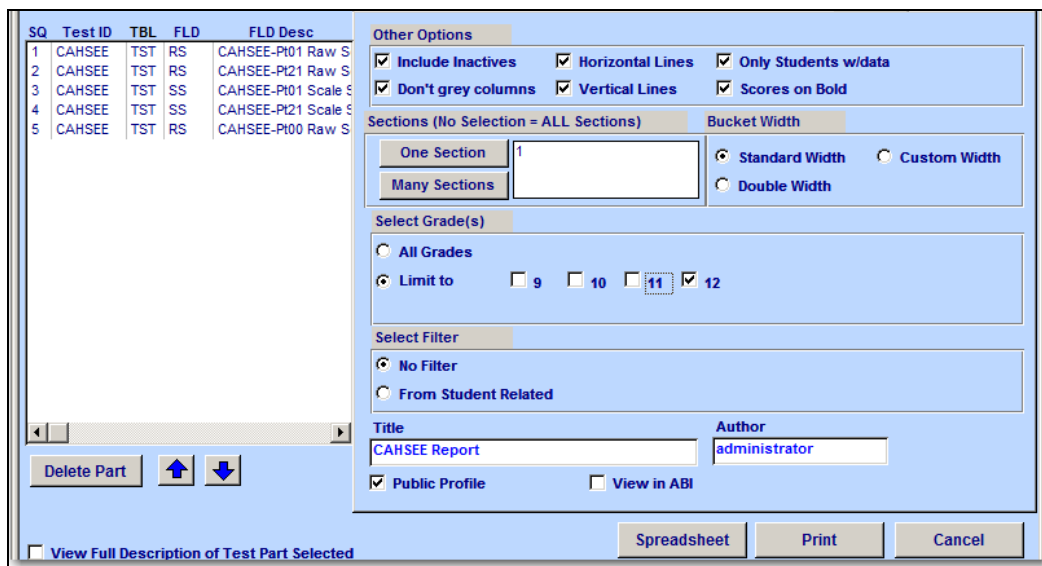 SQ Test ID TBL FLD FLD Desc
1 CAHSEE TST RS CAHSEE-Pt01 Raw S
2 CAHSEE TST RS CAHSEE-Pt21 Raw S
3 CAHSEE TST SS CAHSEE-Pt01 Scale S
4 CAHSEE TST SS CAHSEE-Pt21 Scale S
5 CAHSEE TST RS CAHSEE-Pt00 Raw S
Delete Part
View Full Description of Test Part Selected
Other Options
Include Inactives Horizontal Lines Only Students w/data
Don't grey columns Vertical Lines Scores on Bold
Sections (No Selection = ALL Sections) Bucket Width
One Section 1 Standard Width Custom Width
Many Sections Double Width
Select Grade(s)
All Grades
Limit to 9 10 11 12
Select Filter
No Filter
From Student Related
Title Author
CAHSEE Report administrator
Public Profile View in ABI
Spreadsheet Print Cancel